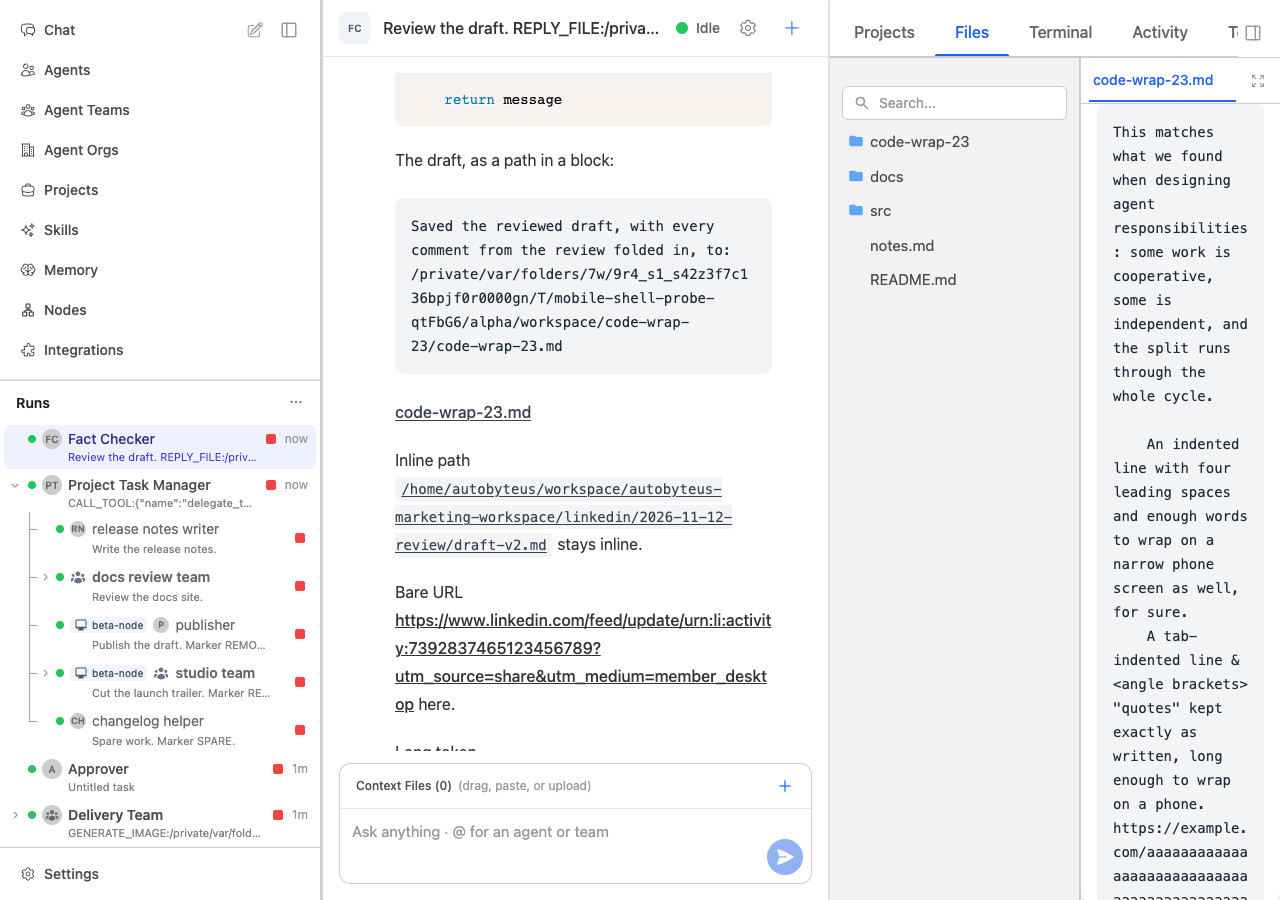 Chat
Agents
Agent Teams
Agent Orgs
Projects
Skills
Memory
Nodes
Integrations
Runs
FC Fact Checker now
Review the draft. REPLY_FILE:/priv...
PT Project Task Manager now
CALL_TOOL:{"name":"delegate_t...
RN release notes writer
Write the release notes.
docs review team
Review the docs site.
beta-node P publisher
Publish the draft. Marker REMO...
beta-node studio team
Cut the launch trailer. Marker RE...
CH changelog helper
Spare work. Marker SPARE.
A Approver 1m
Untitled task
Delivery Team 1m
GENERATE_IMAGE:/private/var/fold...
Settings
FC Review the draft. REPLY_FILE:/priva... Idle
return message
The draft, as a path in a block:
Saved the reviewed draft, with every
comment from the review folded in, to:
/private/var/folders/7w/9r4_s1_s42z3f7c1
36bpjf0r0000gn/T/mobile-shell-probe-
qtFbG6/alpha/workspace/code-wrap-
23/code-wrap-23.md
code-wrap-23.md
Inline path
/home/autobyteus/workspace/autobyteus-
marketing-workspace/linkedin/2026-11-12-
review/draft-v2.md stays inline.
Bare URL
https://www.linkedin.com/feed/update/urn:li:activit
y:7392837465123456789?
utm_source=share&utm_medium=member_deskt
op here.
Long token
Context Files (0) (drag, paste, or upload)
Ask anything · @ for an agent or team
Projects Files Terminal Activity
Search...
code-wrap-23
docs
src
notes.md
README.md
code-wrap-23.md
This matches
what we found
when designing
agent
responsibilities
: some work is
cooperative,
some is
independent, and
the split runs
through the
whole cycle.
An indented
line with four
leading spaces
and enough words
to wrap on a
narrow phone
screen as well,
for sure.
A tab-
indented line &
<angle brackets>
"quotes" kept
exactly as
written, long
enough to wrap
on a phone.
https://example.
com/aaaaaaaaaaaa
aaaaaaaaaaaaaaaa